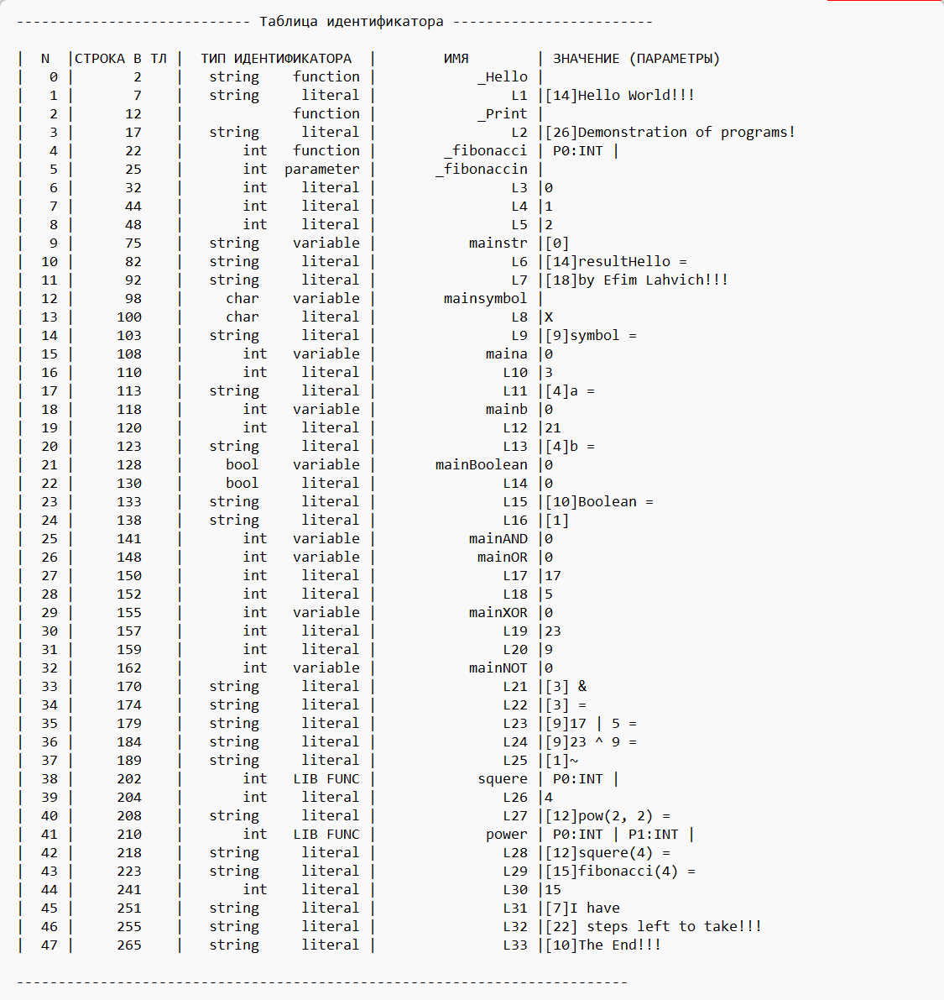 ---------------------------- Таблица идентификатора ------------------------
| N |СТРОКА В ТЛ | ТИП ИДЕНТИФИКАТОРА | ИМЯ | ЗНАЧЕНИЕ (ПАРАМЕТРЫ)
| 0 | 2 | string function | _Hello |
| 1 | 7 | string literal | L1 |[14]Hello World!!!
| 2 | 12 | function | _Print |
| 3 | 17 | string literal | L2 |[26]Demonstration of programs!
| 4 | 22 | int function | _fibonacci | P0:INT |
| 5 | 25 | int parameter | _fibonaccin |
| 6 | 32 | int literal | L3 |0
| 7 | 44 | int literal | L4 |1
| 8 | 48 | int literal | L5 |2
| 9 | 75 | string variable | mainstr |[0]
| 10 | 82 | string literal | L6 |[14]resultHello =
| 11 | 92 | string literal | L7 |[18]by Efim Lahvich!!!
| 12 | 98 | char variable | mainsymbol |
| 13 | 100 | char literal | L8 |X
| 14 | 103 | string literal | L9 |[9]symbol =
| 15 | 108 | int variable | maina |0
| 16 | 110 | int literal | L10 |3
| 17 | 113 | string literal | L11 |[4]a =
| 18 | 118 | int variable | mainb |0
| 19 | 120 | int literal | L12 |21
| 20 | 123 | string literal | L13 |[4]b =
| 21 | 128 | bool variable | mainBoolean |0
| 22 | 130 | bool literal | L14 |0
| 23 | 133 | string literal | L15 |[10]Boolean =
| 24 | 138 | string literal | L16 |[1]
| 25 | 141 | int variable | mainAND |0
| 26 | 148 | int variable | mainOR |0
| 27 | 150 | int literal | L17 |17
| 28 | 152 | int literal | L18 |5
| 29 | 155 | int variable | mainXOR |0
| 30 | 157 | int literal | L19 |23
| 31 | 159 | int literal | L20 |9
| 32 | 162 | int variable | mainNOT |0
| 33 | 170 | string literal | L21 |[3] &
| 34 | 174 | string literal | L22 |[3] =
| 35 | 179 | string literal | L23 |[9]17 | 5 =
| 36 | 184 | string literal | L24 |[9]23 ^ 9 =
| 37 | 189 | string literal | L25 |[1]~
| 38 | 202 | int LIB FUNC | squere | P0:INT |
| 39 | 204 | int literal | L26 |4
| 40 | 208 | string literal | L27 |[12]pow(2, 2) =
| 41 | 210 | int LIB FUNC | power | P0:INT | P1:INT |
| 42 | 218 | string literal | L28 |[12]squere(4) =
| 43 | 223 | string literal | L29 |[15]fibonacci(4) =
| 44 | 241 | int literal | L30 |15
| 45 | 251 | string literal | L31 |[7]I have
| 46 | 255 | string literal | L32 |[22] steps left to take!!!
| 47 | 265 | string literal | L33 |[10]The End!!!
-------------------------------------------------------------------------